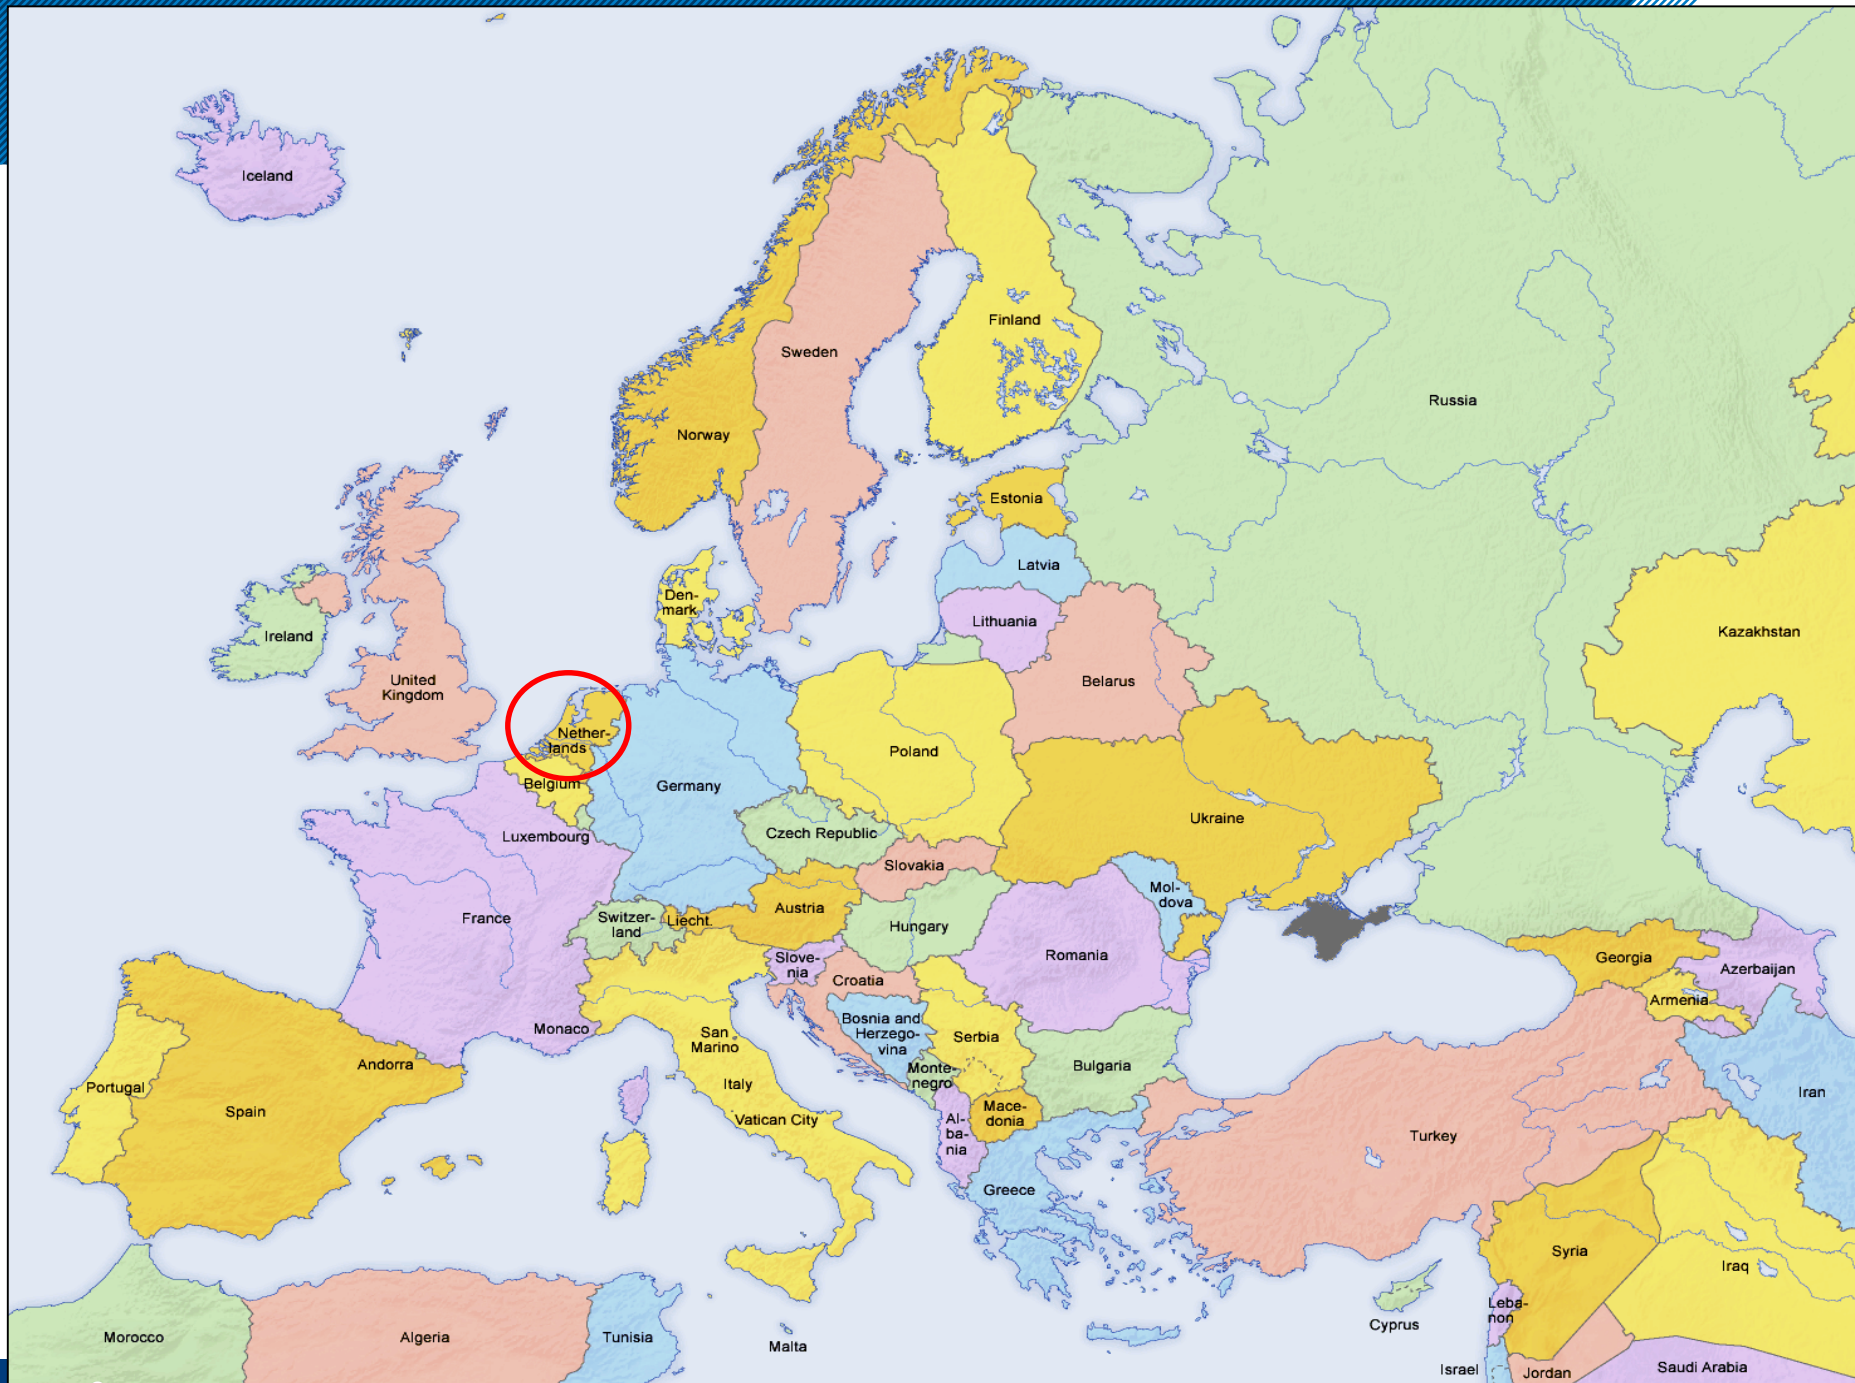 Iceland
Finland
Sweden
Russia
Norway
Estonia
Latvia
Den-
mark
Lithuania
Ireland
Kazakhstan
United
Kingdom
Belarus
Nether-
lands
Poland
Belgium
Germany
Ukraine
Luxembourg
Czech Republic
Slovakia
Mol-
dova
France
Switzer-
land
Liecht.
Austria
Hungary
Romania
Georgia
Azerbaijan
Slove-
nia
Croatia
Armenia
Bosnia and
Herzego-
vina
Monaco
San
Marino
Serbia
Andorra
Bulgaria
Monte-
negro
Portugal
Spain
Italy
Iran
Mace-
donia
Vatican City
Al-
ba-
nia
Turkey
Greece
Syria
Iraq
Leba-
non
Cyprus
Morocco
Algeria
Tunisia
Malta
Israel
Jordan
Saudi Arabia